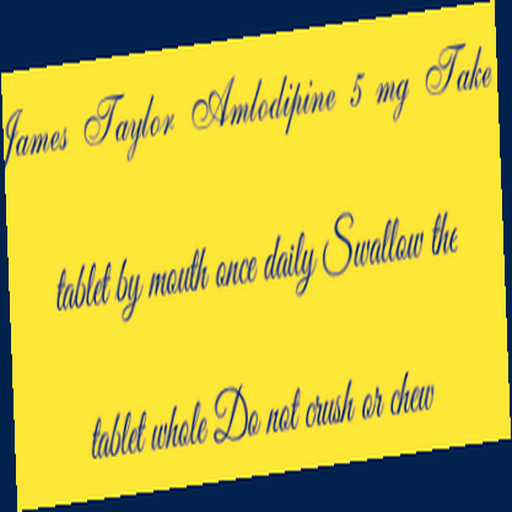 James Taylor Amlodipine 5 mg Take
tablet by mouth once daily Swallow the
tablet whole Do not crush or chew